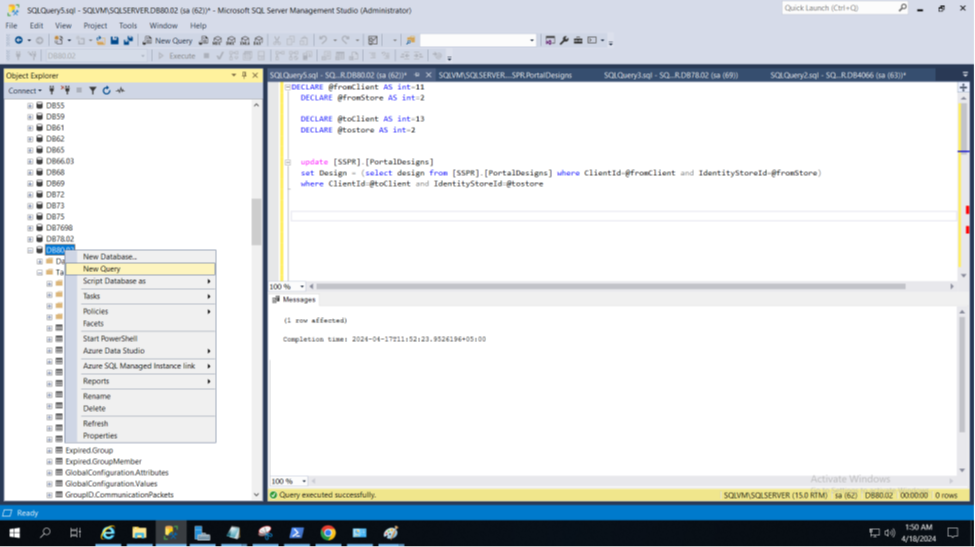 SQLQuery5.sql - SQLVM\SQLSERVER.DB80.02 (sa (62))* - Microsoft SQL Server Management Studio (Administrator)
Quick Launch (Ctrl+Q)
File Edit View Project Tools Window Help
New Query
DB80.02
Execute
Object Explorer
SQLQuery5.sql - SQ...R.DB80.02 (sa (62))*
SQLVM\SQLSERVER....SPR.PortalDesigns
SQLQuery3.sql - SQ...R.DB78.02 (sa (69))
SQLQuery2.sql - SQ...R.DB4066 (sa (63))*
Connect
DB55
DB59
DB61
DB62
DB65
DB66.03
DB68
DB69
DB72
DB73
DB75
DB7698
DB78.02
DB80.02
Da
Ta
New Database...
New Query
Script Database as
Tasks
Policies
Facets
Start PowerShell
Azure Data Studio
Azure SQL Managed Instance link
Reports
Rename
Delete
Refresh
Properties
Expired.Group
Expired.GroupMember
GlobalConfiguration.Attributes
GlobalConfiguration.Values
GroupID.CommunicationPackets
DECLARE @fromClient AS int=11
DECLARE @fromStore AS int=2
DECLARE @toClient AS int=13
DECLARE @tostore AS int=2
update [SSPR].[PortalDesigns]
set Design = (select design from [SSPR].[PortalDesigns] where ClientId=@fromClient and IdentityStoreId=@fromStore)
where ClientId=@toClient and IdentityStoreId=@tostore
100 %
Messages
(1 row affected)
Completion time: 2024-04-17T11:52:23.9526196+05:00
100 %
Activate Windows
Query executed successfully.
SQLVM\SQLSERVER (15.0 RTM) sa (62) DB80.02 00:00:00 0 rows
Ready
1:50 AM
4/18/2024